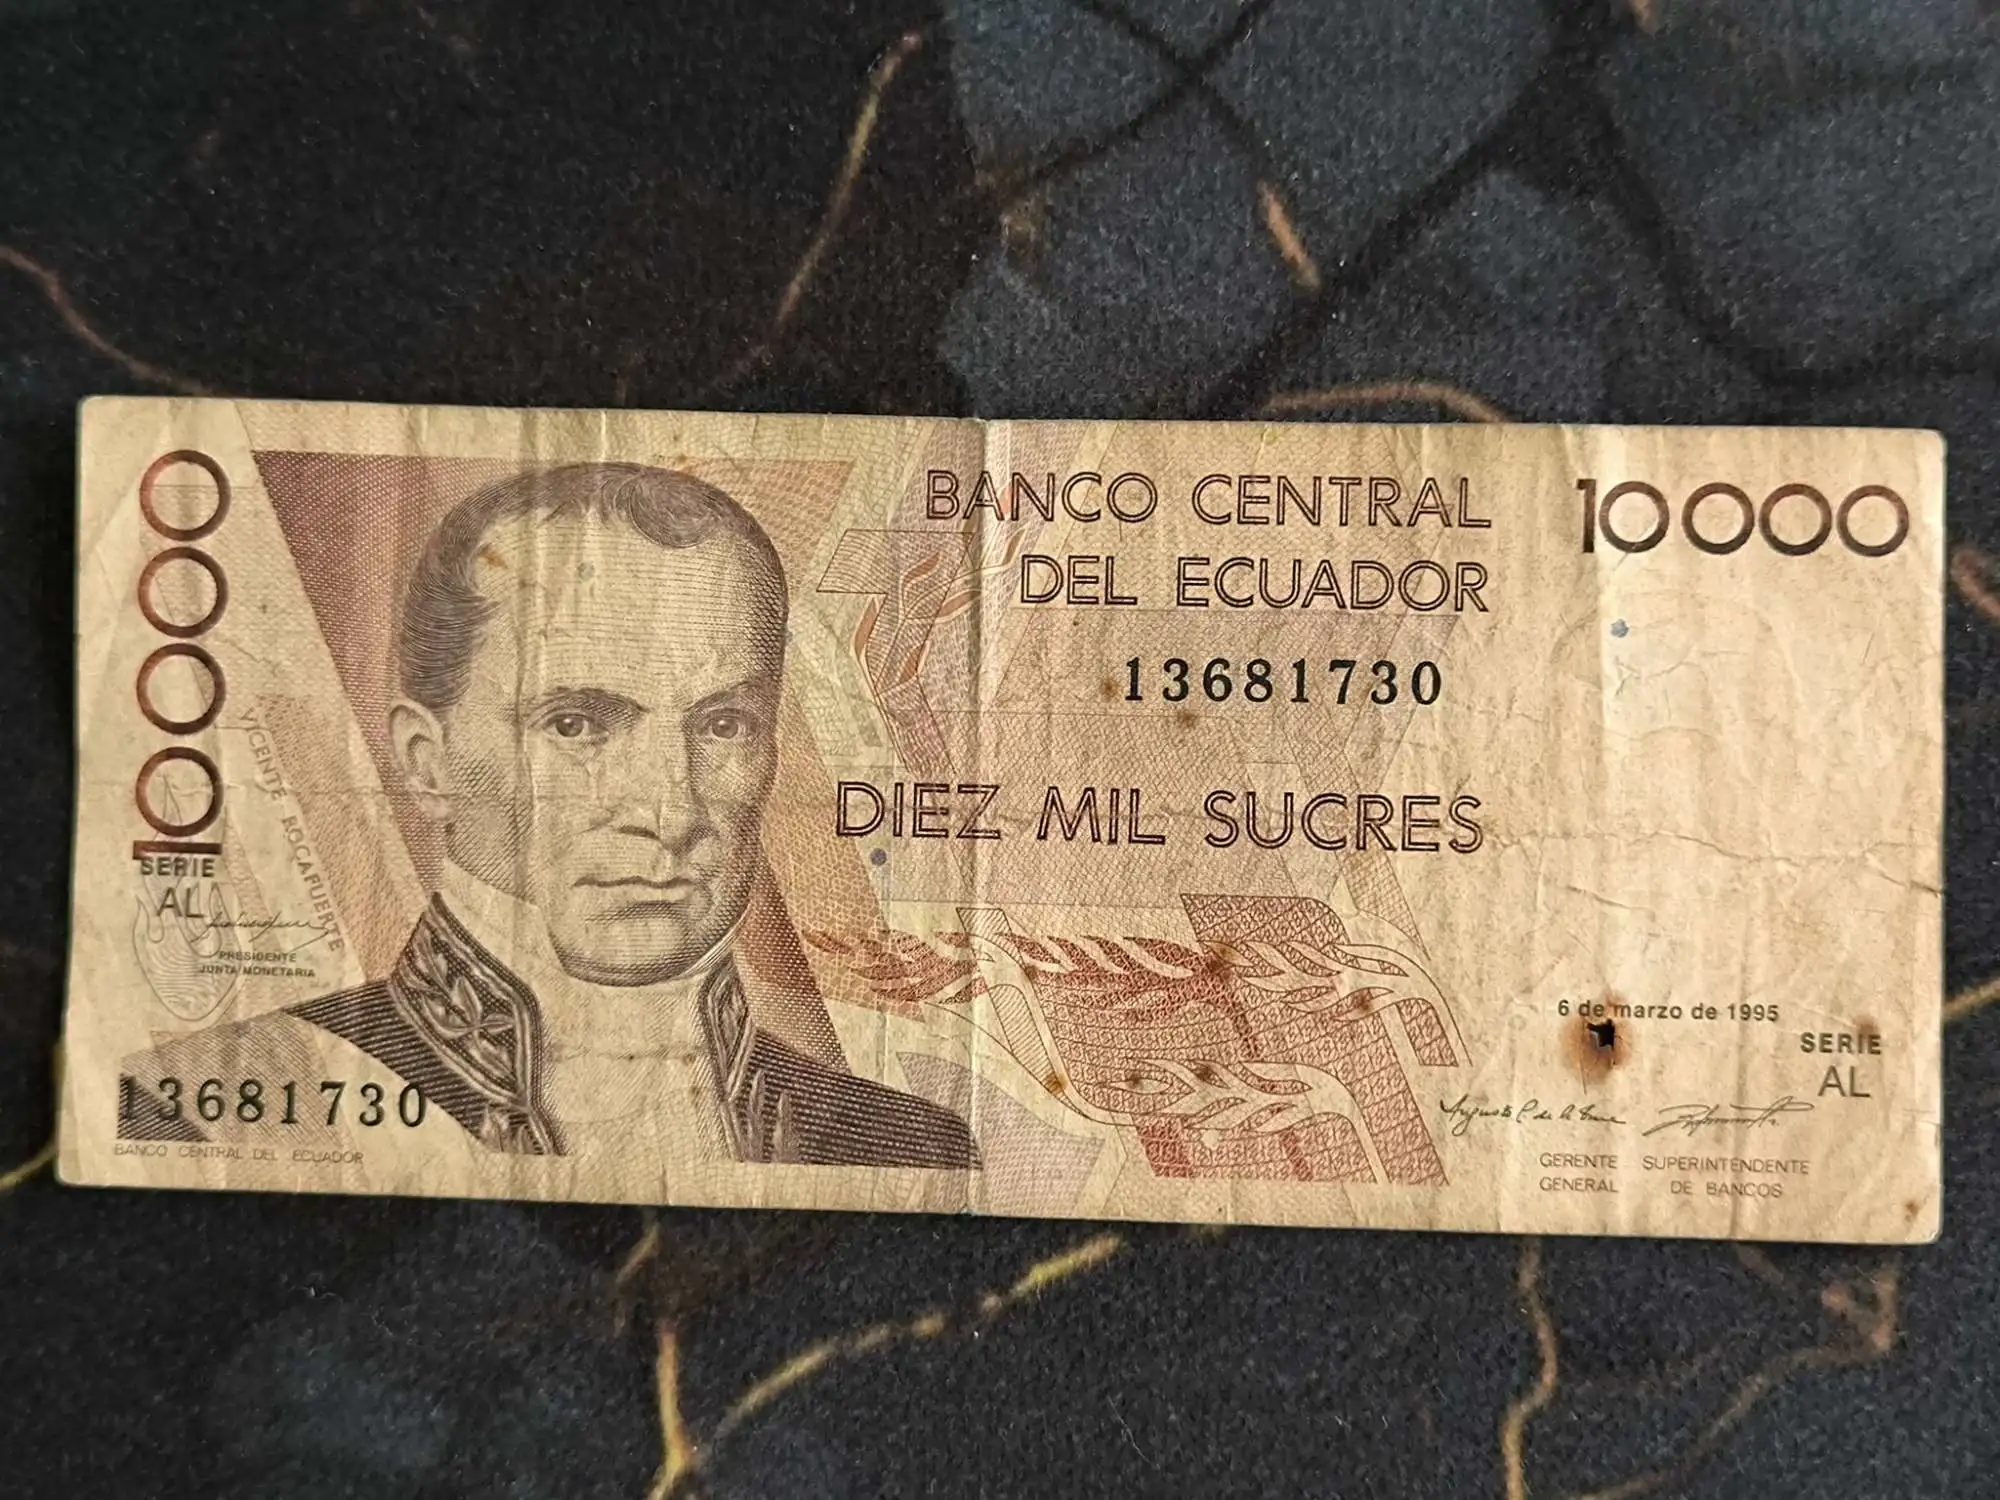 10000
BANCO CENTRAL
DEL ECUADOR
10000
13681730
VICENTE ROCAFUERTE
DIEZ MIL SUCRES
SERIE
AL
PRESIDENTE
JUNTA MONETARIA
6 de marzo de 1995
SERIE
AL
13681730
BANCO CENTRAL DEL ECUADOR
GERENTE
GENERAL
SUPERINTENDENTE
DE BANCOS